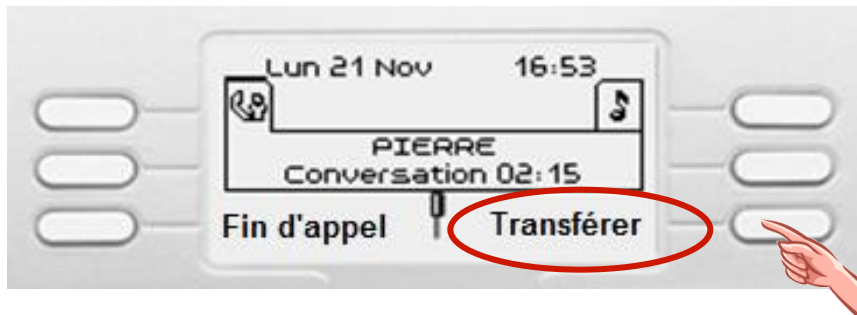 Lun 21 Nov 16:53
PIERRE
Conversation 02:15
Fin d'appel Transférer